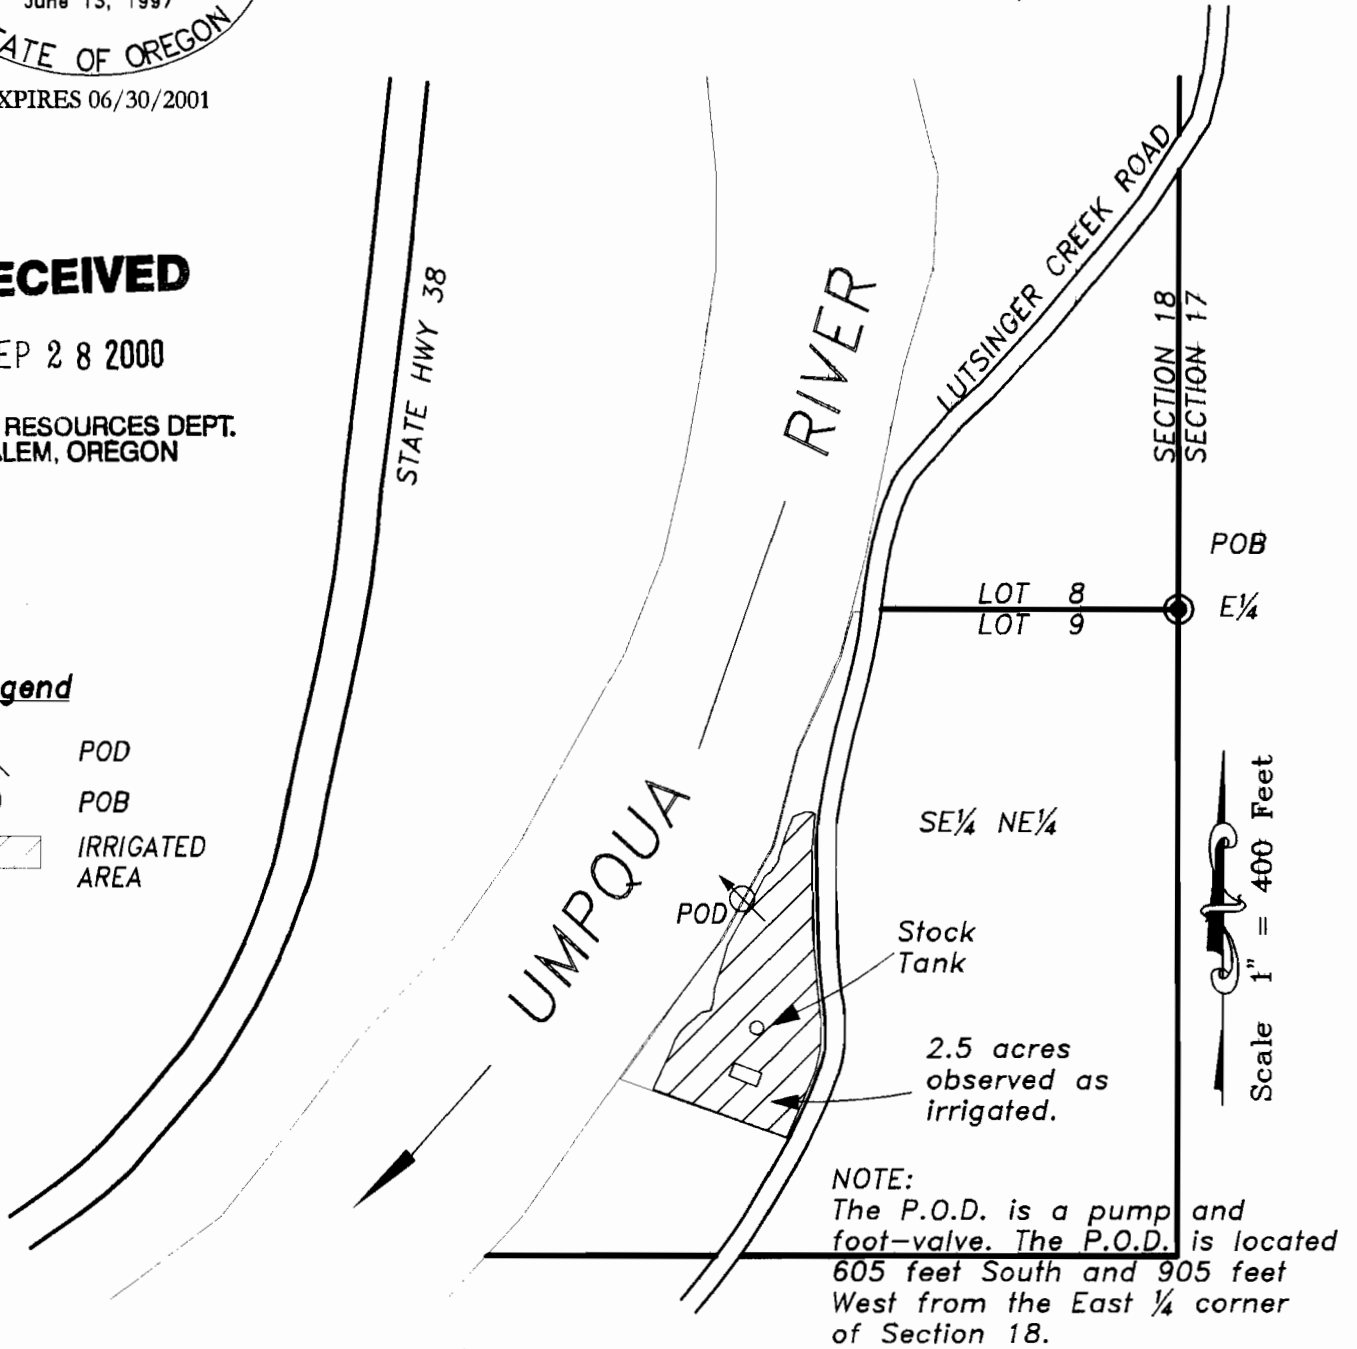 June 13, 1997
ATE OF OREGON
XPIRES 06/30/2001
ECEIVED
EP 2 8 2000
RESOURCES DEPT.
ALEM, OREGON
gend
POD
POB
IRRIGATED
AREA
STATE HWY 38
UMPQUA RIVER
LUTSINGER CREEK ROAD
SECTION 18
SECTION 17
POB
E¼
LOT 8
LOT 9
SE¼ NE¼
POD
Stock
Tank
2.5 acres
observed as
irrigated.
Scale 1" = 400 Feet
NOTE:
The P.O.D. is a pump and
foot-valve. The P.O.D. is located
605 feet South and 905 feet
West from the East ¼ corner
of Section 18.